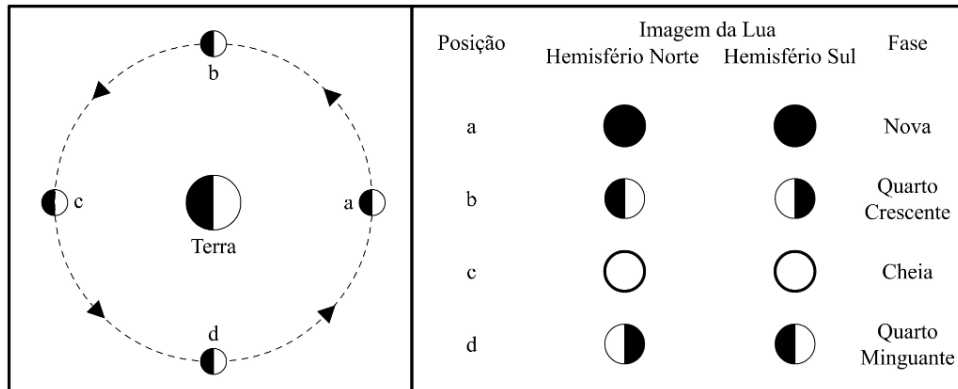 b
c
a
Terra
d
Posição
Imagem da Lua
Hemisfério Norte
Hemisfério Sul
Fase
a
Nova
b
Quarto
Crescente
c
Cheia
d
Quarto
Minguante